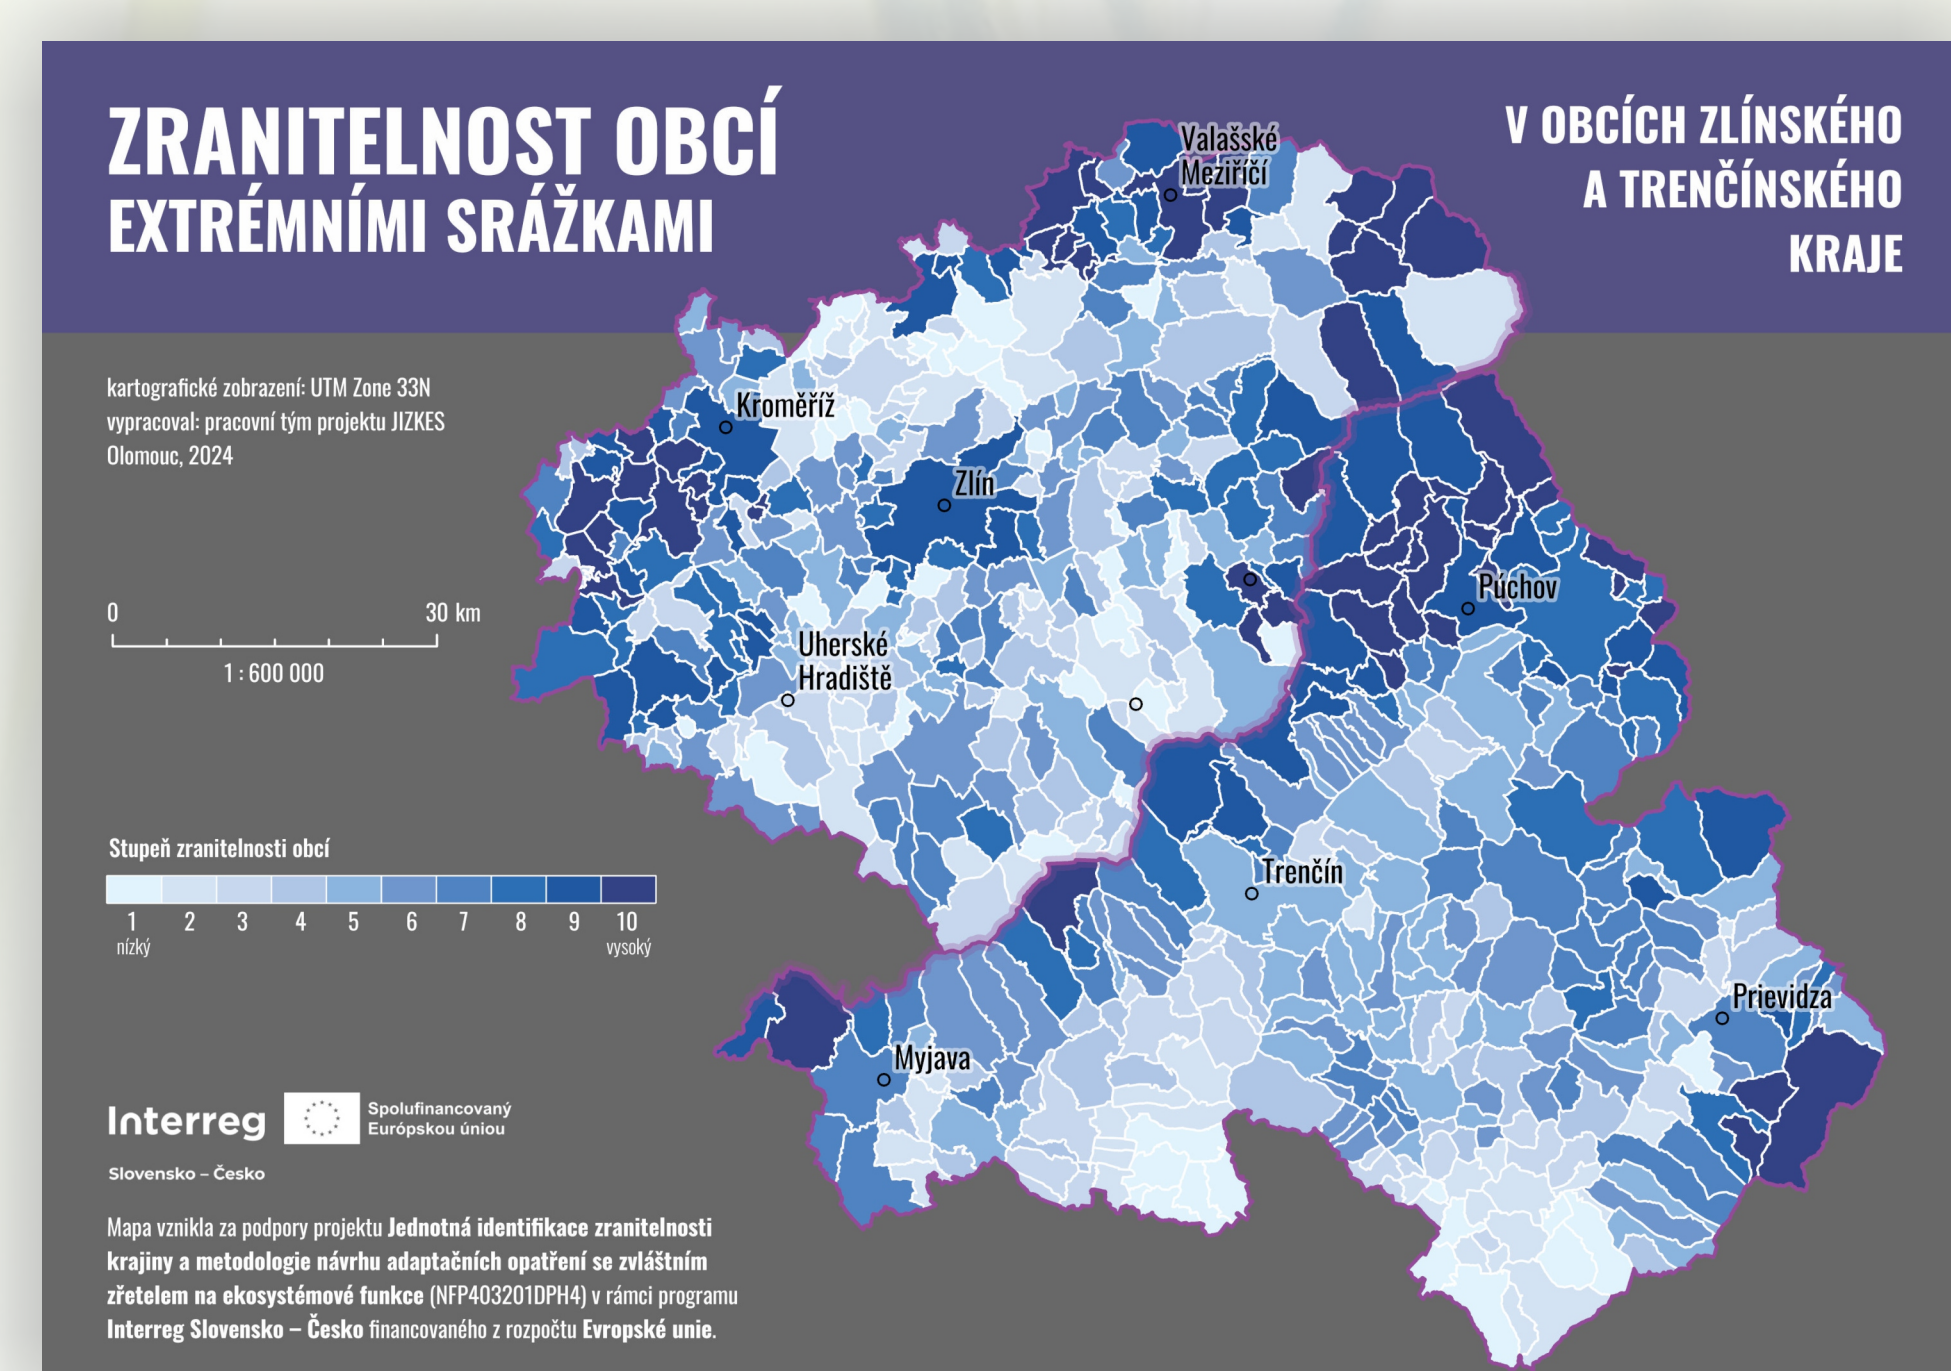 ZRANITELNOST OBCÍ
EXTRÉMNÍMI SRÁŽKAMI
V OBCÍCH ZLÍNSKÉHO
A TRENČÍNSKÉHO
KRAJE
kartografické zobrazení: UTM Zone 33N
vypracoval: pracovní tým projektu JIZKES
Olomouc, 2024
0 30 km
1 : 600 000
Valašské
Meziříčí
Kroměříž
Zlín
Púchov
Uherské
Hradiště
Trenčín
Prievidza
Myjava
Stupeň zranitelnosti obcí
1 2 3 4 5 6 7 8 9 10
nízký vysoký
Interreg
Spolufinancovaný
Európskou úniou
Slovensko – Česko
Mapa vznikla za podpory projektu Jednotná identifikace zranitelnosti
krajiny a metodologie návrhu adaptačních opatření se zvláštním
zřetelem na ekosystémové funkce (NFP403201DPH4) v rámci programu
Interreg Slovensko – Česko financovaného z rozpočtu Evropské unie.